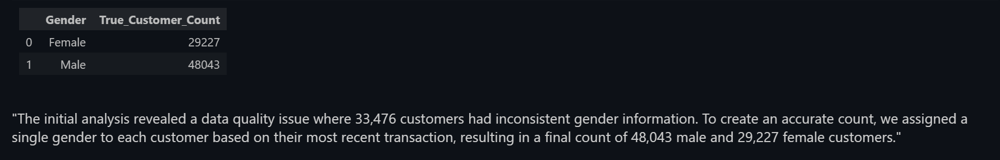 Gender True_Customer_Count
0 Female 29227
1 Male 48043
"The initial analysis revealed a data quality issue where 33,476 customers had inconsistent gender information. To create an accurate count, we assigned a
single gender to each customer based on their most recent transaction, resulting in a final count of 48,043 male and 29,227 female customers."